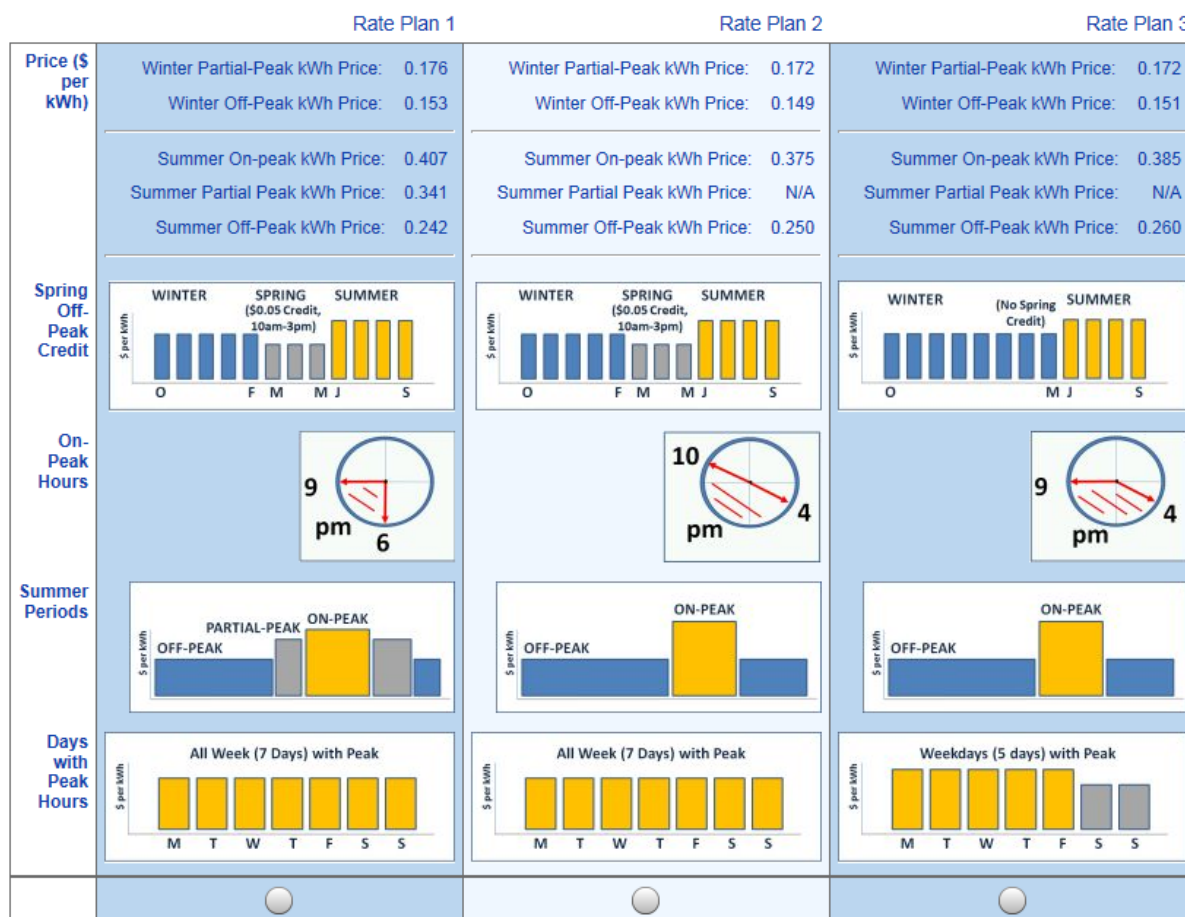 Rate Plan 1
Rate Plan 2
Rate Plan 3
Price ($
per
kWh)
Winter Partial-Peak kWh Price: 0.176
Winter Off-Peak kWh Price: 0.153
Summer On-peak kWh Price: 0.407
Summer Partial Peak kWh Price: 0.341
Summer Off-Peak kWh Price: 0.242
Winter Partial-Peak kWh Price: 0.172
Winter Off-Peak kWh Price: 0.149
Summer On-peak kWh Price: 0.375
Summer Partial Peak kWh Price: N/A
Summer Off-Peak kWh Price: 0.250
Winter Partial-Peak kWh Price: 0.172
Winter Off-Peak kWh Price: 0.151
Summer On-peak kWh Price: 0.385
Summer Partial Peak kWh Price: N/A
Summer Off-Peak kWh Price: 0.260
Spring
Off-
Peak
Credit
WINTER SPRING SUMMER
($0.05 Credit,
10am-3pm)
$ per kWh
O F M M J S
WINTER SPRING SUMMER
($0.05 Credit,
10am-3pm)
$ per kWh
O F M M J S
WINTER (No Spring SUMMER
Credit)
$ per kWh
O M J S
On-
Peak
Hours
9
pm
6
10
4
pm
9
4
pm
Summer
Periods
PARTIAL-PEAK ON-PEAK
OFF-PEAK
$ per kWh
ON-PEAK
OFF-PEAK
$ per kWh
ON-PEAK
OFF-PEAK
$ per kWh
Days
with
Peak
Hours
All Week (7 Days) with Peak
$ per kWh
M T W T F S S
All Week (7 Days) with Peak
$ per kWh
M T W T F S S
Weekdays (5 days) with Peak
$ per kWh
M T W T F S S